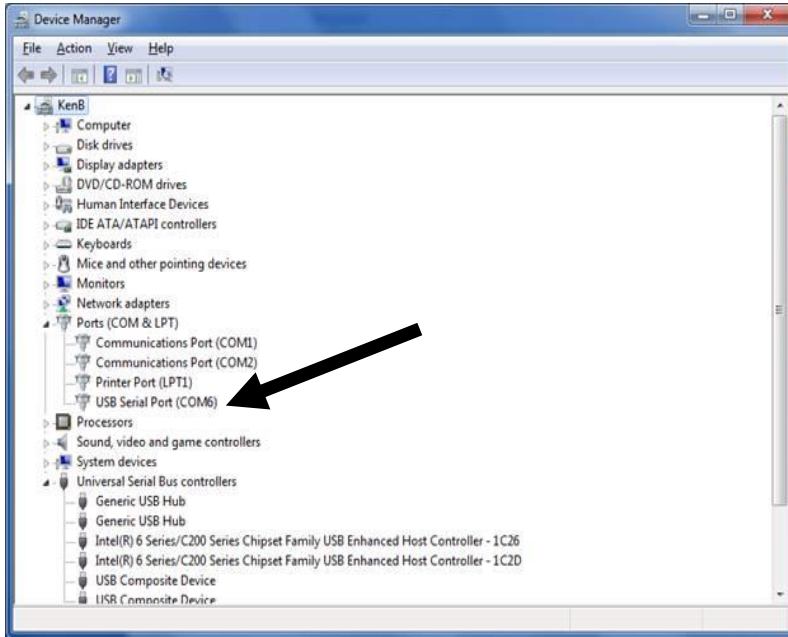 Device Manager
File Action View Help
KenB
Computer
Disk drives
Display adapters
DVD/CD-ROM drives
Human Interface Devices
IDE ATA/ATAPI controllers
Keyboards
Mice and other pointing devices
Monitors
Network adapters
Ports (COM & LPT)
Communications Port (COM1)
Communications Port (COM2)
Printer Port (LPT1)
USB Serial Port (COM6)
Processors
Sound, video and game controllers
System devices
Universal Serial Bus controllers
Generic USB Hub
Generic USB Hub
Intel(R) 6 Series/C200 Series Chipset Family USB Enhanced Host Controller - 1C26
Intel(R) 6 Series/C200 Series Chipset Family USB Enhanced Host Controller - 1C2D
USB Composite Device
USB Composite Device